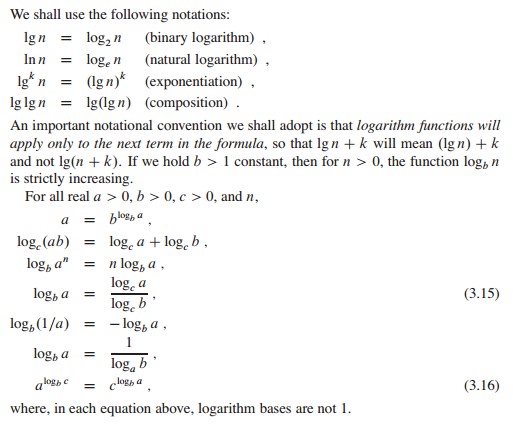 We shall use the following notations:
lg n = log₂ n (binary logarithm) ,
ln n = logₑ n (natural logarithm) ,
lgᵏ n = (lg n)ᵏ (exponentiation) ,
lg lg n = lg(lg n) (composition) .
An important notational convention we shall adopt is that logarithm functions will
apply only to the next term in the formula, so that lg n + k will mean (lg n) + k
and not lg(n + k). If we hold b > 1 constant, then for n > 0, the function log_b n
is strictly increasing.
For all real a > 0, b > 0, c > 0, and n,
a = b^{log_b a} ,
log_c(ab) = log_c a + log_c b ,
log_b aⁿ = n log_b a ,
log_b a = \frac{log_c a}{log_c b} , (3.15)
log_b(1/a) = − log_b a ,
log_b a = \frac{1}{log_a b} ,
a^{log_b c} = c^{log_b a} , (3.16)
where, in each equation above, logarithm bases are not 1.